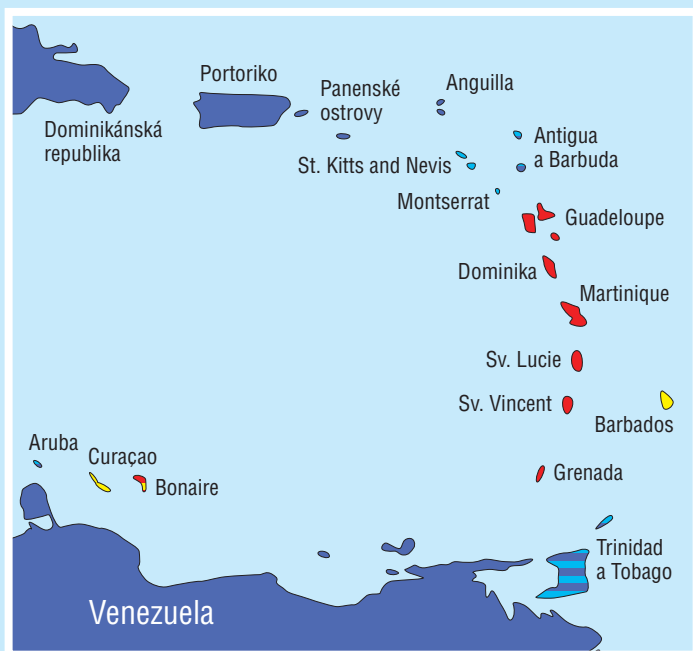 Portoriko
Anguilla
Panenské
ostrovy
Dominikánská
republika
Antigua
a Barbuda
St. Kitts and Nevis
Montserrat
Guadeloupe
Dominika
Martinique
Sv. Lucie
Sv. Vincent
Barbados
Aruba
Curaçao
Bonaire
Grenada
Trinidad
a Tobago
Venezuela